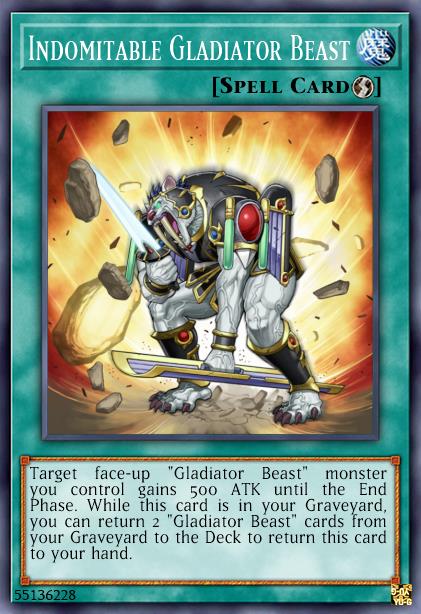 Indomitable Gladiator Beast
[Spell Card]
Target face-up "Gladiator Beast" monster
you control gains 500 ATK until the End
Phase. While this card is in your Graveyard,
you can return 2 "Gladiator Beast" cards from
your Graveyard to the Deck to return this card
to your hand.
55136228